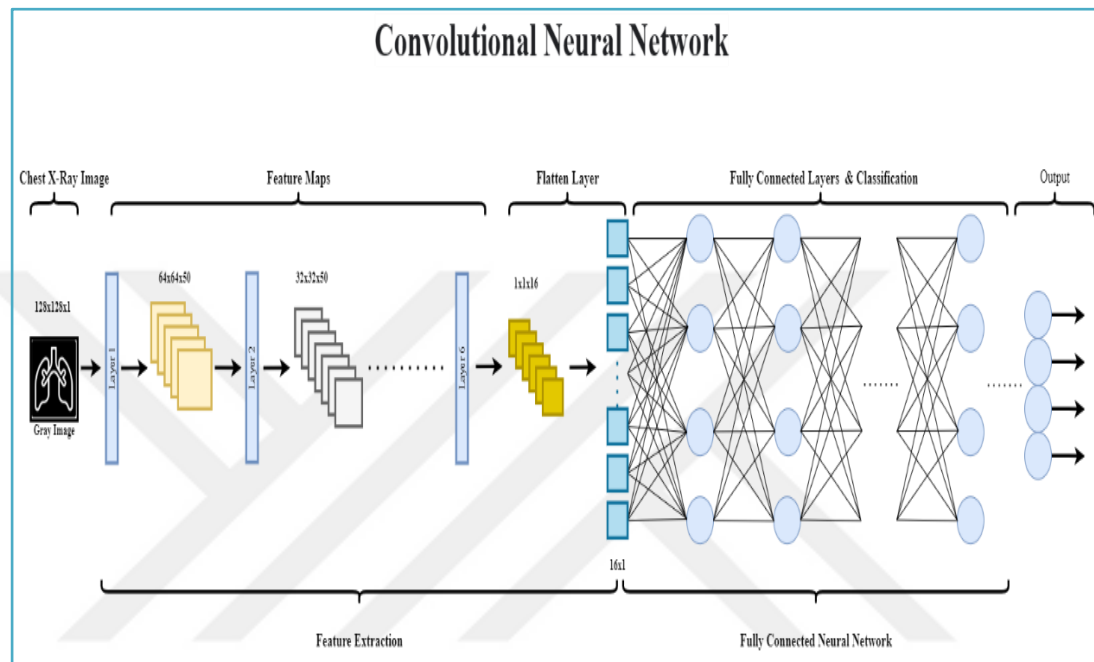 Convolutional Neural Network
Chest X-Ray Image
Feature Maps
Flatten Layer
Fully Connected Layers & Classification
Output
128x128x1
Gray Image
Layer 1
64x64x50
Layer 2
32x32x50
Layer 6
1x1x16
16x1
Feature Extraction
Fully Connected Neural Network